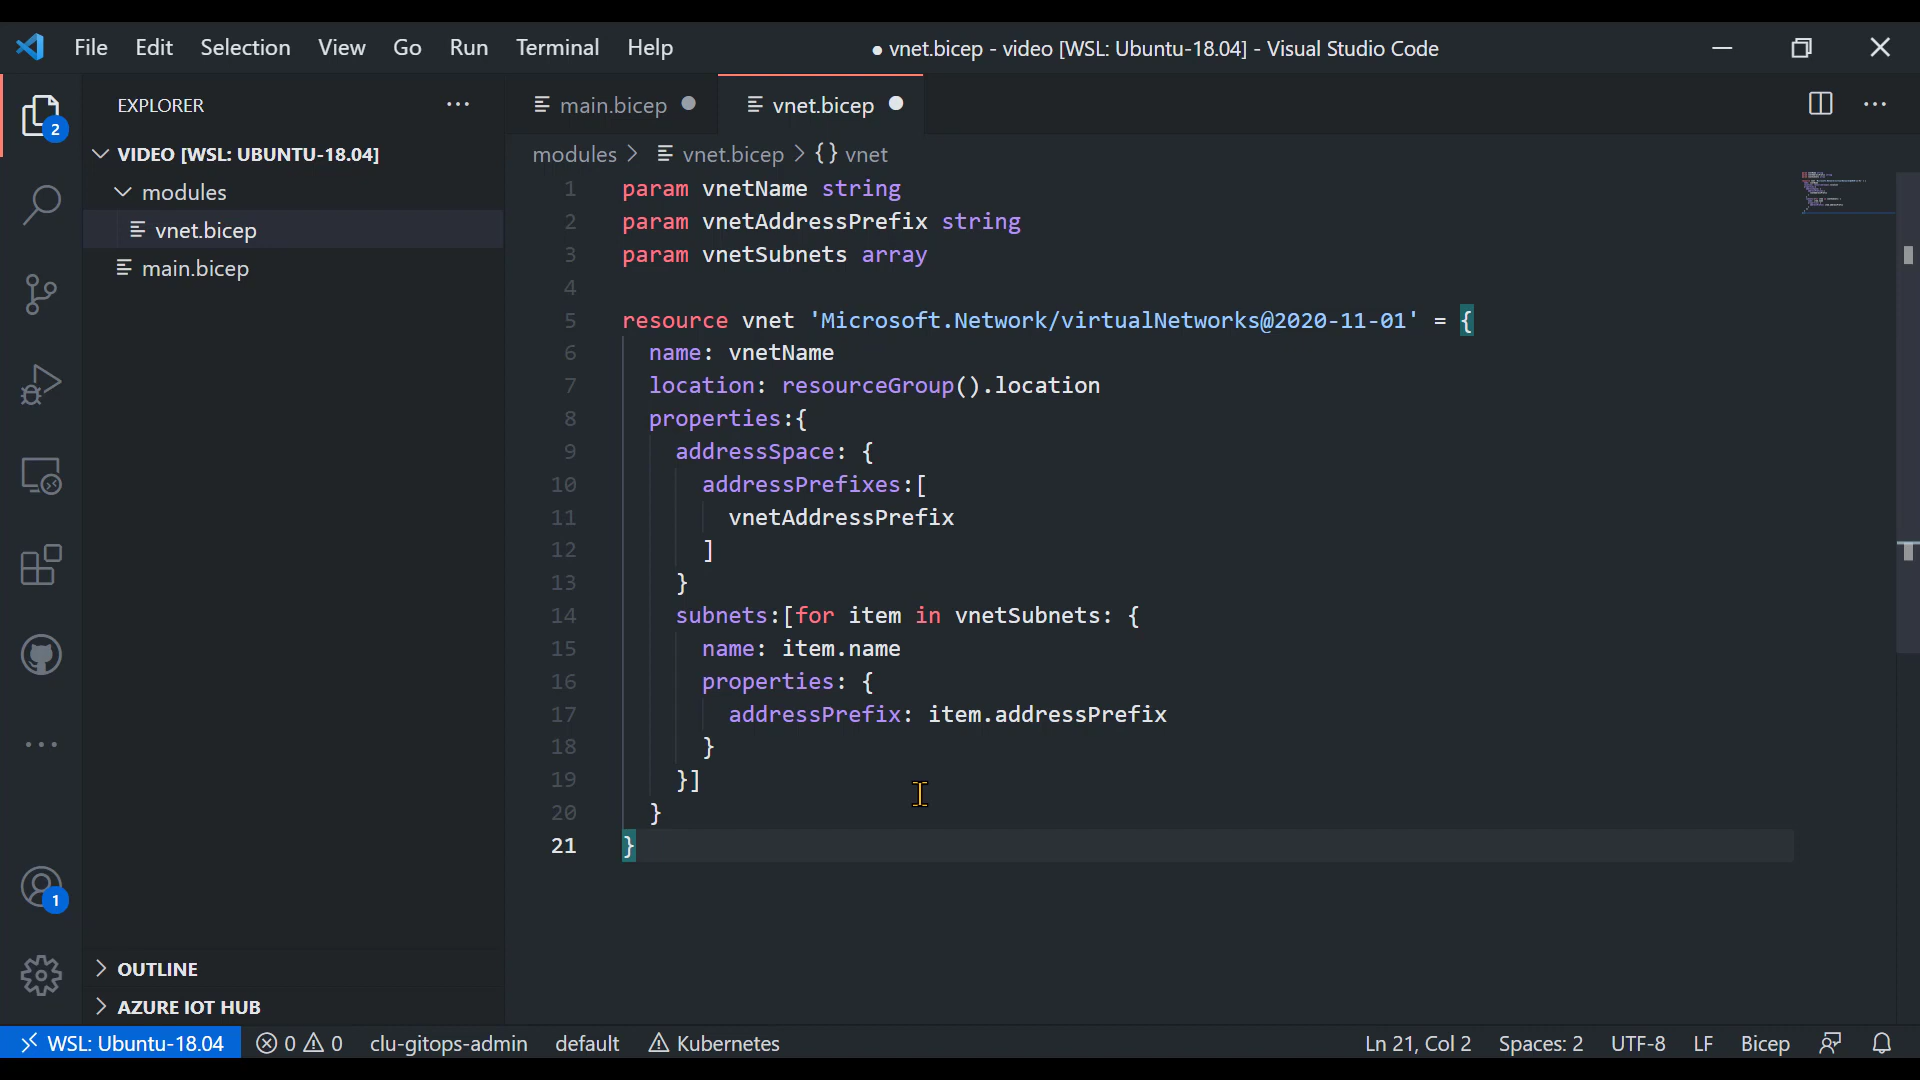 File Edit Selection View Go Run Terminal Help ● vnet.bicep - video [WSL: Ubuntu-18.04] - Visual Studio Code
EXPLORER
main.bicep
vnet.bicep
VIDEO [WSL: UBUNTU-18.04]
modules
vnet.bicep
main.bicep
2
modules > vnet.bicep > {} vnet
1 param vnetName string
2 param vnetAddressPrefix string
3 param vnetSubnets array
4
5 resource vnet 'Microsoft.Network/virtualNetworks@2020-11-01' = {
6 name: vnetName
7 location: resourceGroup().location
8 properties:{
9 addressSpace: {
10 addressPrefixes:[
11 vnetAddressPrefix
12 ]
13 }
14 subnets:[for item in vnetSubnets: {
15 name: item.name
16 properties: {
17 addressPrefix: item.addressPrefix
18 }
19 }]
20 }
21 }
1
OUTLINE
AZURE IOT HUB
WSL: Ubuntu-18.04 0 0 clu-gitops-admin default Kubernetes Ln 21, Col 2 Spaces: 2 UTF-8 LF Bicep